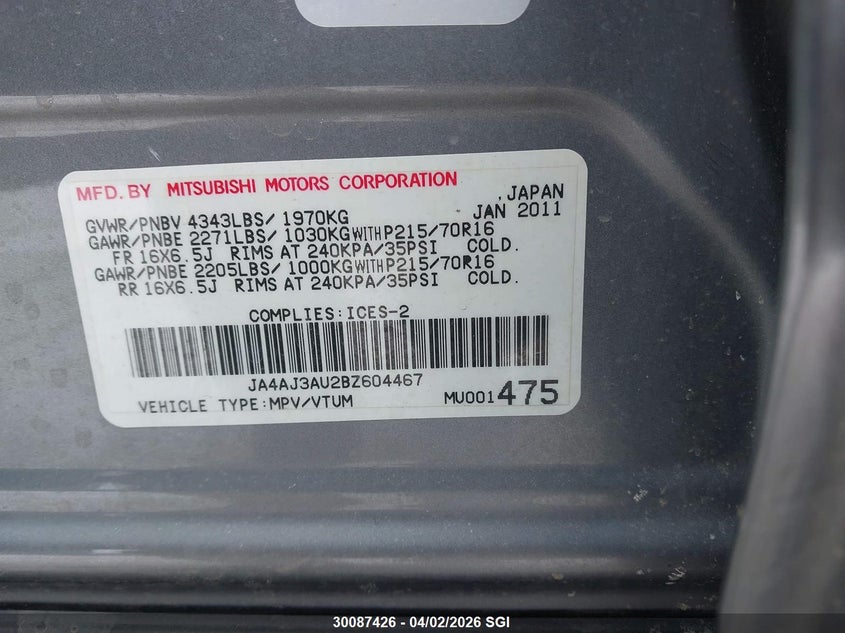 MFD. BY MITSUBISHI MOTORS CORPORATION ,JAPAN
GVWR/PNBV 4343LBS/ 1970KG JAN 2011
GAWR/PNBE 2271LBS/ 1030KG WITH P215/70R16
FR 16X6.5J RIMS AT 240KPA/35PSI COLD.
GAWR/PNBE 2205LBS/ 1000KG WITH P215/70R16
RR 16X6.5J RIMS AT 240KPA/35PSI COLD.
COMPLIES:ICES-2
JA4AJ3AU2BZ604467
VEHICLE TYPE:MPV/VTUM MU001475
30087426 - 04/02/2026 SGI